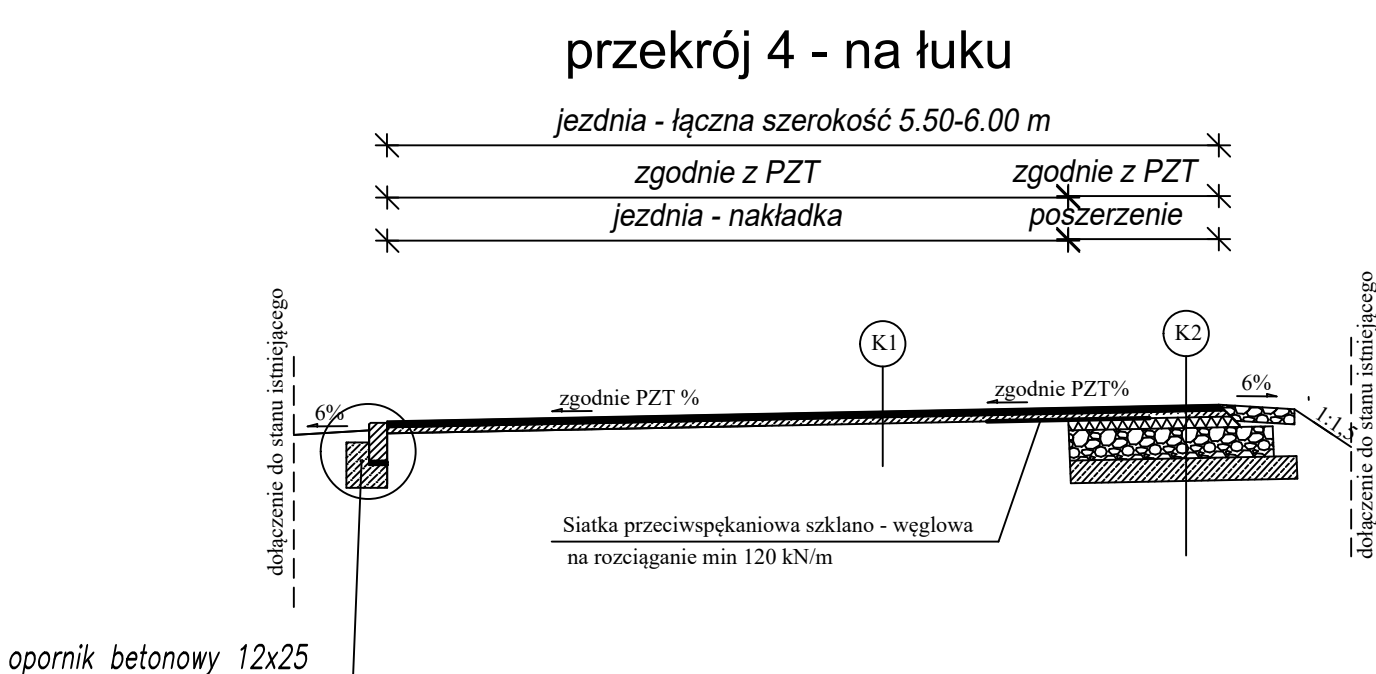 przekrój 4 - na łuku
jezdnia - łączna szerokość 5.50-6.00 m
zgodnie z PZT
zgodnie z PZT
jezdnia - nakładka
poszerzenie
dołączenie do stanu istniejącego
6%
zgodnie PZT %
K1
zgodnie PZT%
K2
6%
1:1,5
dołączenie do stanu istniejącego
Siatka przeciwspękaniowa szklano - węglowa
na rozciąganie min 120 kN/m
opornik betonowy 12x25